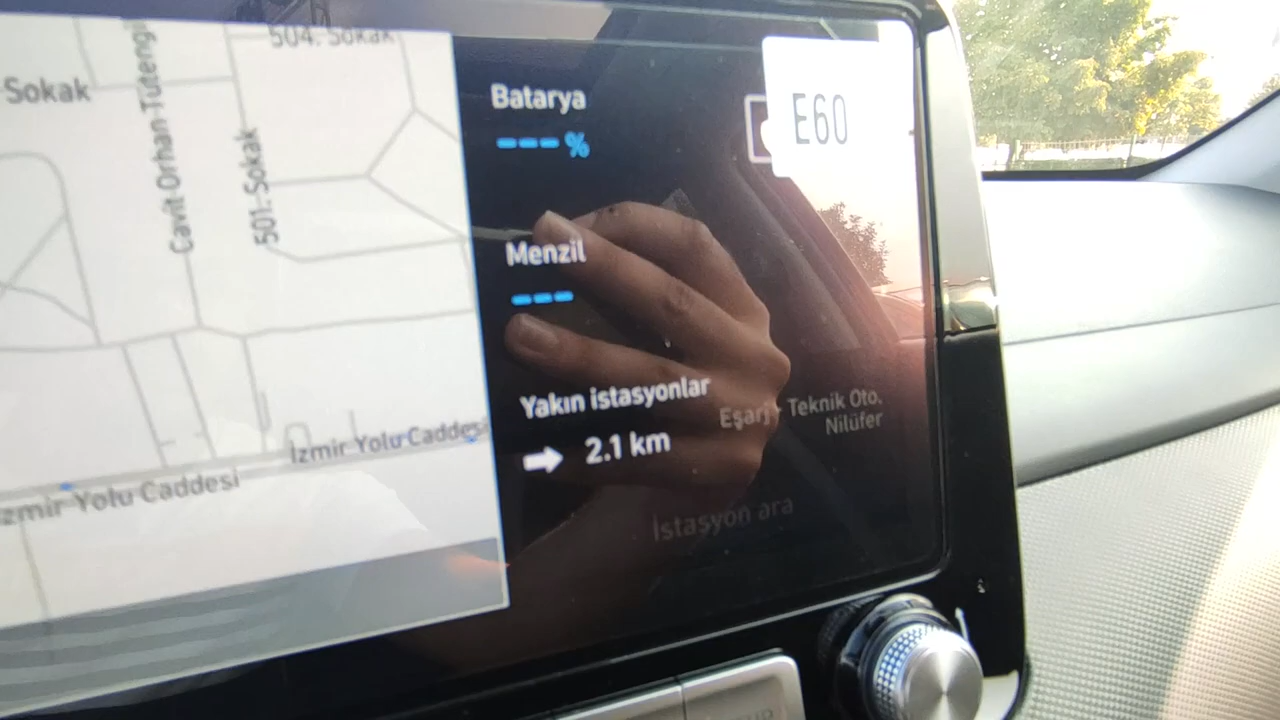 504. Sokak
Sokak
Cavit Orhan Tütengi
501. Sokak
İzmir Yolu Caddesi
zmir Yolu Caddesi
Batarya
---%
E60
Menzil
---
Yakın istasyonlar
2.1 km
Eşarj - Teknik Oto,
Nilüfer
İstasyon ara